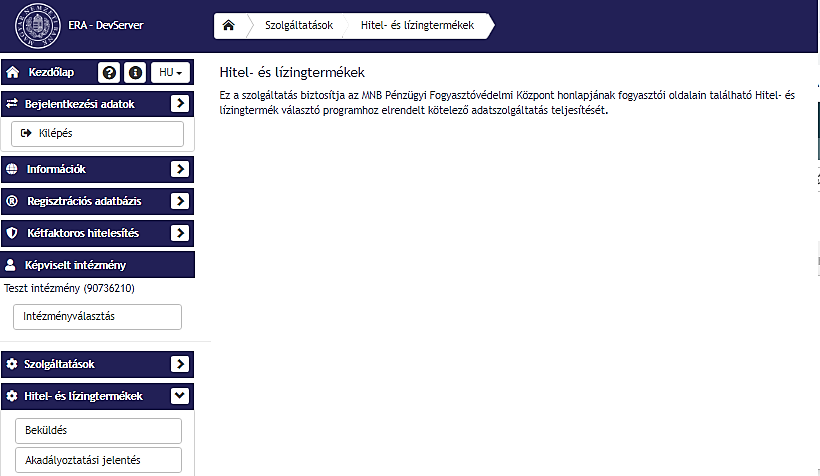 ERA - DevServer
Szolgáltatások
Hitel- és lízingtermékek
Kezdőlap
HU
Bejelentkezési adatok
Kilépés
Információk
Regisztrációs adatbázis
Kétfaktoros hitelesítés
Képviselt intézmény
Teszt intézmény (90736210)
Intézményválasztás
Szolgáltatások
Hitel- és lízingtermékek
Beküldés
Akadályoztatási jelentés
Hitel- és lízingtermékek
Ez a szolgáltatás biztosítja az MNB Pénzügyi Fogyasztóvédelmi Központ honlapjának fogyasztói oldalain található Hitel- és
lízingtermék választó programhoz elrendelt kötelező adatszolgáltatás teljesítését.